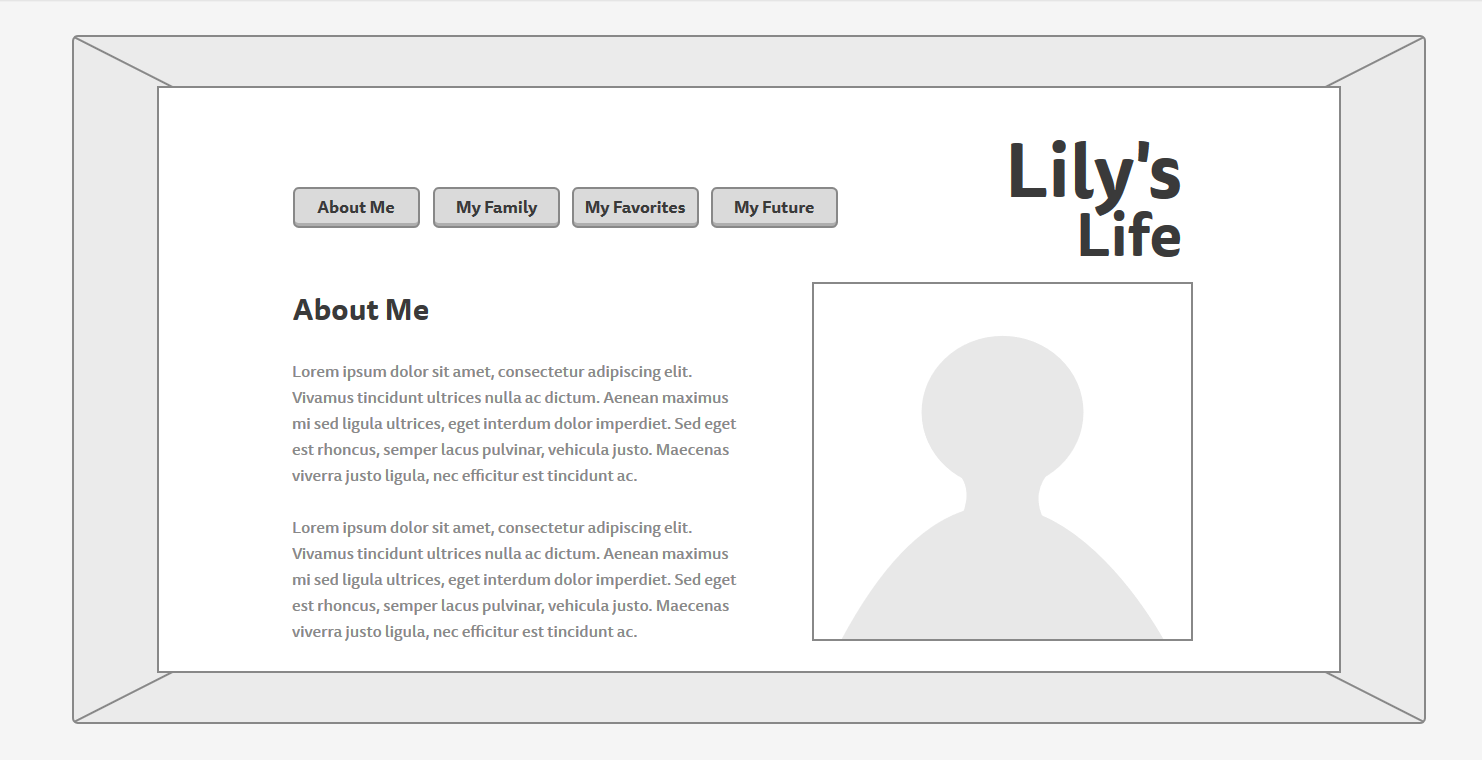 Lily's
Life
About Me
My Family
My Favorites
My Future
About Me
Lorem ipsum dolor sit amet, consectetur adipiscing elit.
Vivamus tincidunt ultrices nulla ac dictum. Aenean maximus
mi sed ligula ultrices, eget interdum dolor imperdiet. Sed eget
est rhoncus, semper lacus pulvinar, vehicula justo. Maecenas
viverra justo ligula, nec efficitur est tincidunt ac.
Lorem ipsum dolor sit amet, consectetur adipiscing elit.
Vivamus tincidunt ultrices nulla ac dictum. Aenean maximus
mi sed ligula ultrices, eget interdum dolor imperdiet. Sed eget
est rhoncus, semper lacus pulvinar, vehicula justo. Maecenas
viverra justo ligula, nec efficitur est tincidunt ac.